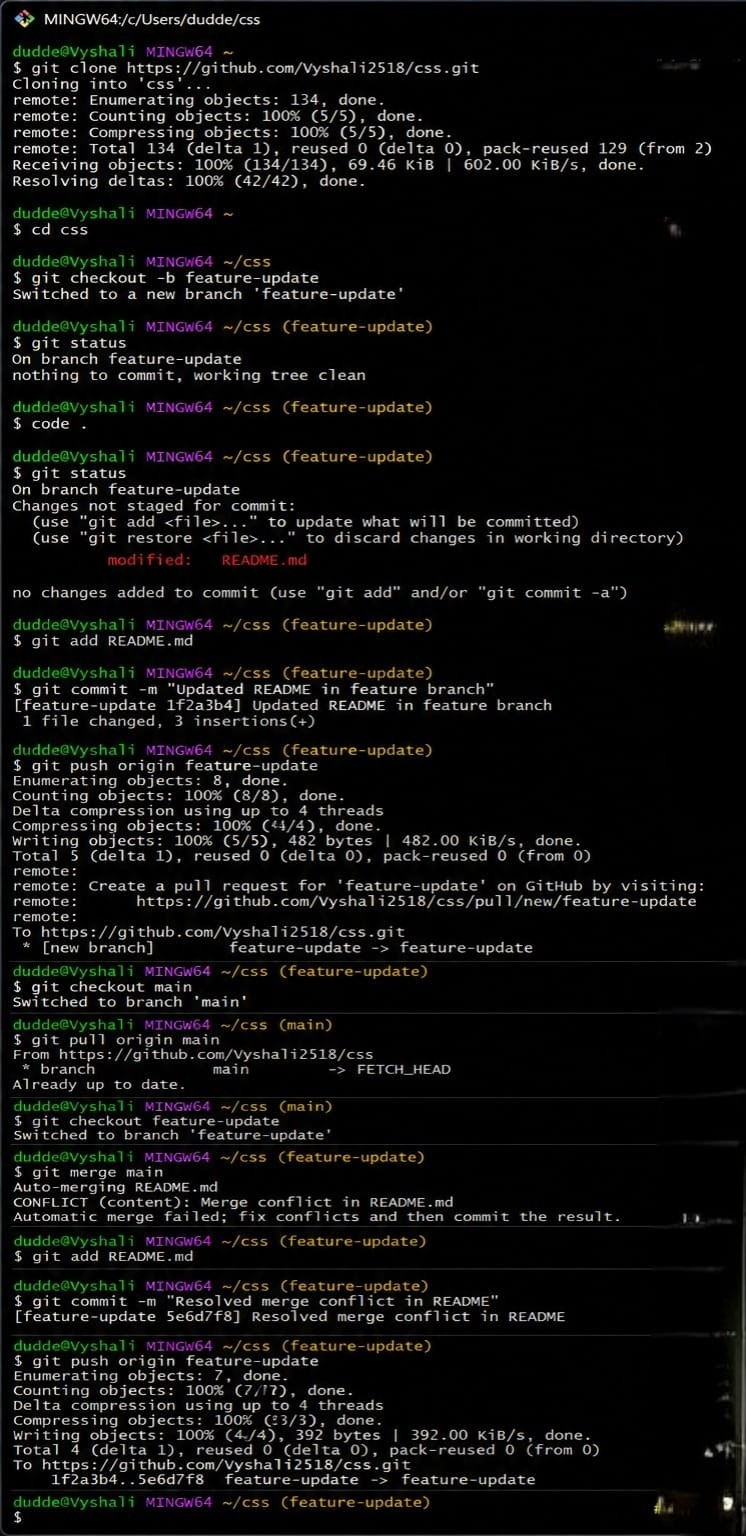 MINGW64:/c/Users/dudde/css
dudde@Vyshali MINGW64 ~
$ git clone https://github.com/Vyshali2518/css.git
Cloning into 'css'...
remote: Enumerating objects: 134, done.
remote: Counting objects: 100% (5/5), done.
remote: Compressing objects: 100% (5/5), done.
remote: Total 134 (delta 1), reused 0 (delta 0), pack-reused 129 (from 2)
Receiving objects: 100% (134/134), 69.46 KiB | 602.00 KiB/s, done.
Resolving deltas: 100% (42/42), done.
dudde@Vyshali MINGW64 ~
$ cd css
dudde@Vyshali MINGW64 ~/css
$ git checkout -b feature-update
Switched to a new branch 'feature-update'
dudde@Vyshali MINGW64 ~/css (feature-update)
$ git status
On branch feature-update
nothing to commit, working tree clean
dudde@Vyshali MINGW64 ~/css (feature-update)
$ code .
dudde@Vyshali MINGW64 ~/css (feature-update)
$ git status
On branch feature-update
Changes not staged for commit:
(use "git add <file>..." to update what will be committed)
(use "git restore <file>..." to discard changes in working directory)
modified: README.md
no changes added to commit (use "git add" and/or "git commit -a")
dudde@Vyshali MINGW64 ~/css (feature-update)
$ git add README.md
dudde@Vyshali MINGW64 ~/css (feature-update)
$ git commit -m "Updated README in feature branch"
[feature-update 1f2a3b4] Updated README in feature branch
1 file changed, 3 insertions(+)
dudde@Vyshali MINGW64 ~/css (feature-update)
$ git push origin feature-update
Enumerating objects: 8, done.
Counting objects: 100% (8/8), done.
Delta compression using up to 4 threads
Compressing objects: 100% done.
Writing objects: 100% (5/5), 482 bytes | 482.00 KiB/s, done.
Total 5 (delta 1), reused 0 (delta 0), pack-reused 0 (from 0)
remote:
remote: Create a pull request for 'feature-update' on GitHub by visiting:
remote: https://github.com/Vyshali2518/css/pull/new/feature-update
remote:
To https://github.com/Vyshali2518/css.git
* [new branch] feature-update -> feature-update
dudde@Vyshali MINGW64 ~/css (feature-update)
$ git checkout main
Switched to branch 'main'
dudde@Vyshali MINGW64 ~/css (main)
$ git pull origin main
From https://github.com/Vyshali2518/css
* branch main -> FETCH_HEAD
Already up to date.
dudde@Vyshali MINGW64 ~/css (main)
$ git checkout feature-update
Switched to branch 'feature-update'
dudde@Vyshali MINGW64 ~/css (feature-update)
$ git merge main
Auto-merging README.md
CONFLICT (content): Merge conflict in README.md
Automatic merge failed; fix conflicts and then commit the result.
dudde@Vyshali MINGW64 ~/css (feature-update)
$ git add README.md
dudde@Vyshali MINGW64 ~/css (feature-update)
$ git commit -m "Resolved merge conflict in README"
[feature-update 5e6d7f8] Resolved merge conflict in README
dudde@Vyshali MINGW64 ~/css (feature-update)
$ git push origin feature-update
Enumerating objects: 7, done.
Counting objects: 100% done.
Delta compression using up to 4 threads
Compressing objects: 100% done.
Writing objects: 100% (4/4), 392 bytes | 392.00 KiB/s, done.
Total 4 (delta 1), reused 0 (delta 0), pack-reused 0 (from 0)
To https://github.com/Vyshali2518/css.git
1f2a3b4..5e6d7f8 feature-update -> feature-update
dudde@Vyshali MINGW64 ~/css (feature-update)
$